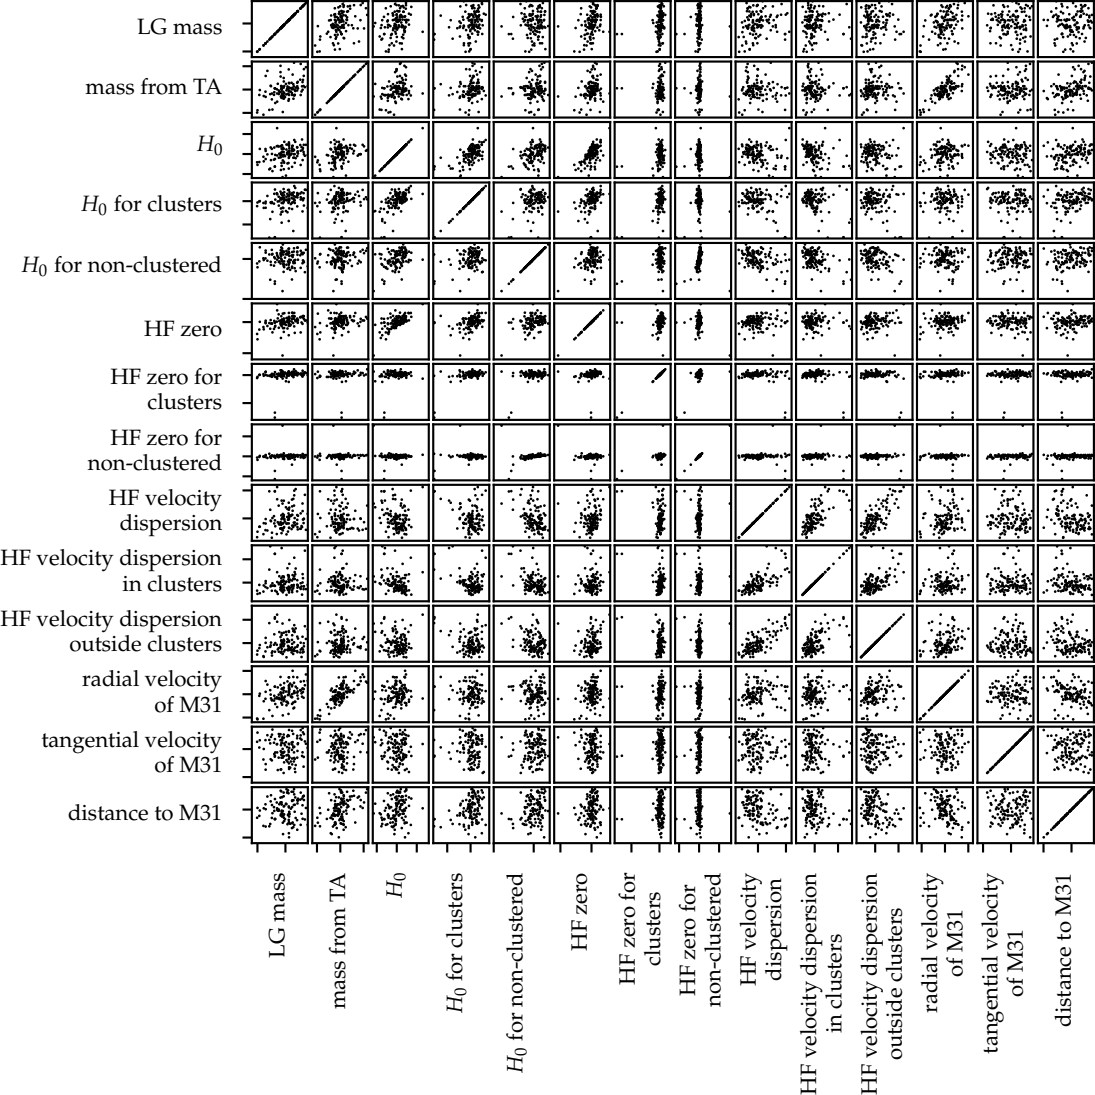 LG mass
mass from TA
H₀
H₀ for clusters
H₀ for non-clustered
HF zero
HF zero for
clusters
HF zero for
non-clustered
HF velocity
dispersion
HF velocity dispersion
in clusters
HF velocity dispersion
outside clusters
radial velocity
of M31
tangential velocity
of M31
distance to M31
LG mass
mass from TA
H₀
H₀ for clusters
H₀ for non-clustered
HF zero
HF zero for
clusters
HF zero for
non-clustered
HF velocity
dispersion
HF velocity dispersion
in clusters
HF velocity dispersion
outside clusters
radial velocity
of M31
tangential velocity
of M31
distance to M31